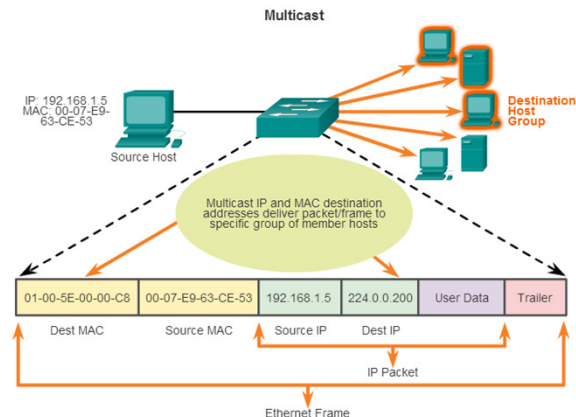 Multicast
IP: 192.168.1.5
MAC: 00-07-E9-
63-CE-53
Source Host
Destination
Host
Group
Multicast IP and MAC destination
addresses deliver packet/frame to
specific group of member hosts
01-00-5E-00-00-C8 00-07-E9-63-CE-53 192.168.1.5 224.0.0.200 User Data Trailer
Dest MAC Source MAC Source IP Dest IP
IP Packet
Ethernet Frame